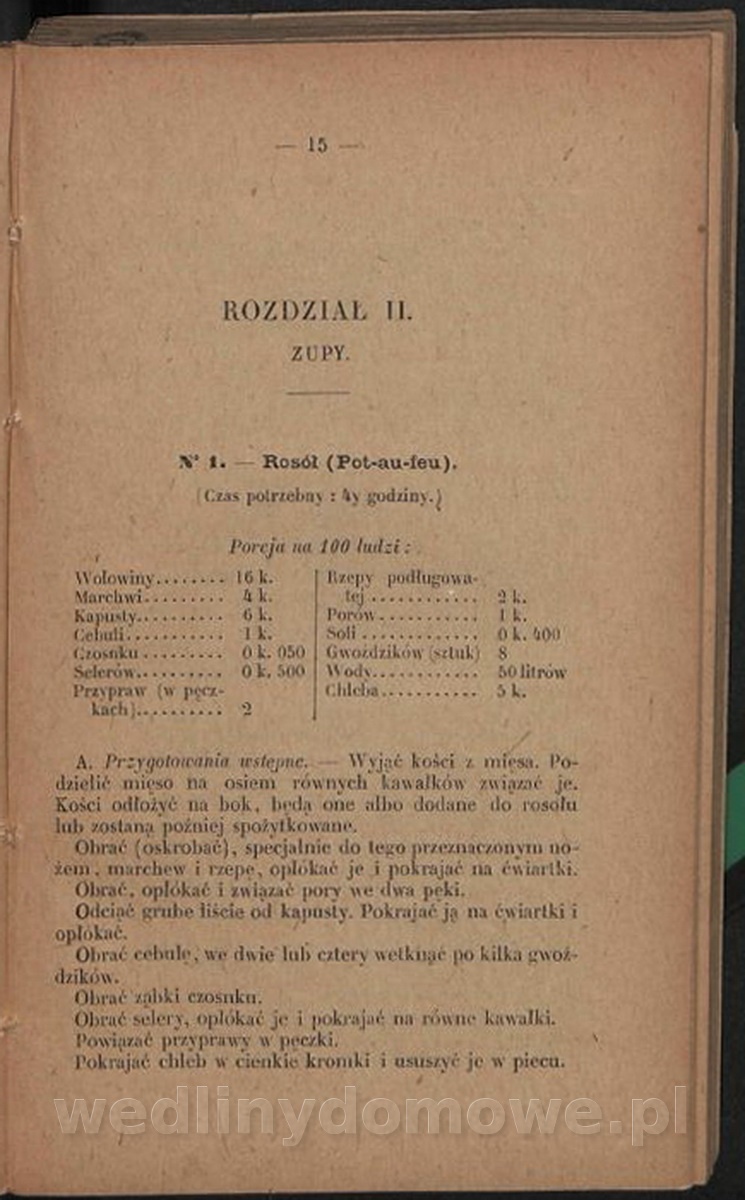 — 15 —
ROZDZIAŁ II.
ZUPY.
N° 1. — Rosół (Pot-au-feu).
(Czas potrzebny : 4y godziny.)
Porcja na 100 ludzi :
Wołowiny........ 16 k.
Marchwi......... 4 k.
Kapusty.......... 6 k.
Cebuli........... 1 k.
Czosnku ......... 0 k. 050
Selerów.......... 0 k. 500
Przypraw (w pęcz-
kach).......... 2
Rzepy podługowa-
tej ............ 2 k.
Porów........... 1 k.
Soli ............. 0 k. 400
Gwoździków (sztuk) 8
Wody............ 50 litrów
Chleba........... 5 k.
A. Przygotowania wstępne. — Wyjąć kości z mięsa. Po-
dzielić mięso na osiem równych kawałków związać je.
Kości odłożyć na bok, będą one albo dodane do rosołu
lub zostaną poźniej spożytkowane.
Obrać (oskrobać), specjalnie do tego przeznaczonym no-
żem, marchew i rzepę, opłókać je i pokrajać na ćwiartki.
Obrać, opłókać i związać pory we dwa pęki.
Odciąć grube liście od kapusty. Pokrajać ją na ćwiartki i
opłókać.
Obrać cebulę, we dwie lub cztery wetknąć po kilka gwoź-
dzików.
Obrać ząbki czosnku.
Obrać selery, opłókać je i pokrajać na równe kawałki.
Powiązać przyprawy w pęczki.
Pokrajać chleb w cienkie kromki i ususzyć je w piecu.
wedlinydomowe.pl